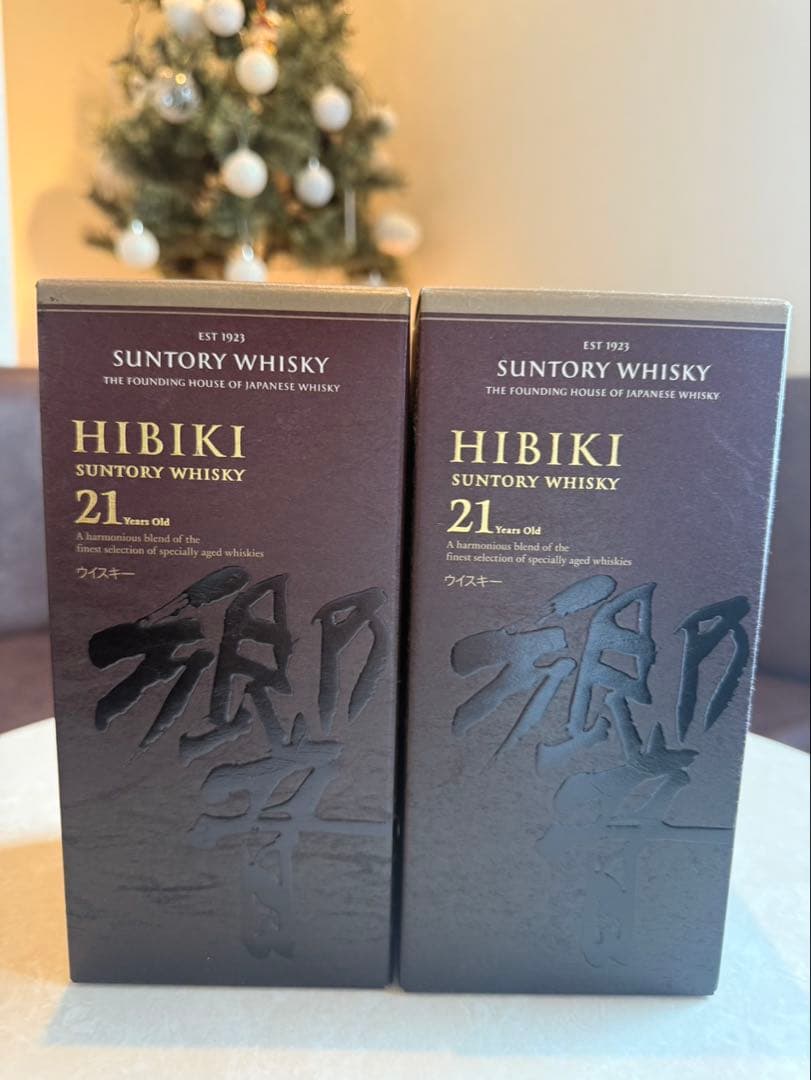 EST 1923
SUNTORY WHISKY
THE FOUNDING HOUSE OF JAPANESE WHISKY
HIBIKI
SUNTORY WHISKY
21 Years Old
A harmonious blend of the
finest selection of specially aged whiskies
ウイスキー
響
EST 1923
SUNTORY WHISKY
THE FOUNDING HOUSE OF JAPANESE WHISKY
HIBIKI
SUNTORY WHISKY
21 Years Old
A harmonious blend of the
finest selection of specially aged whiskies
ウイスキー
響